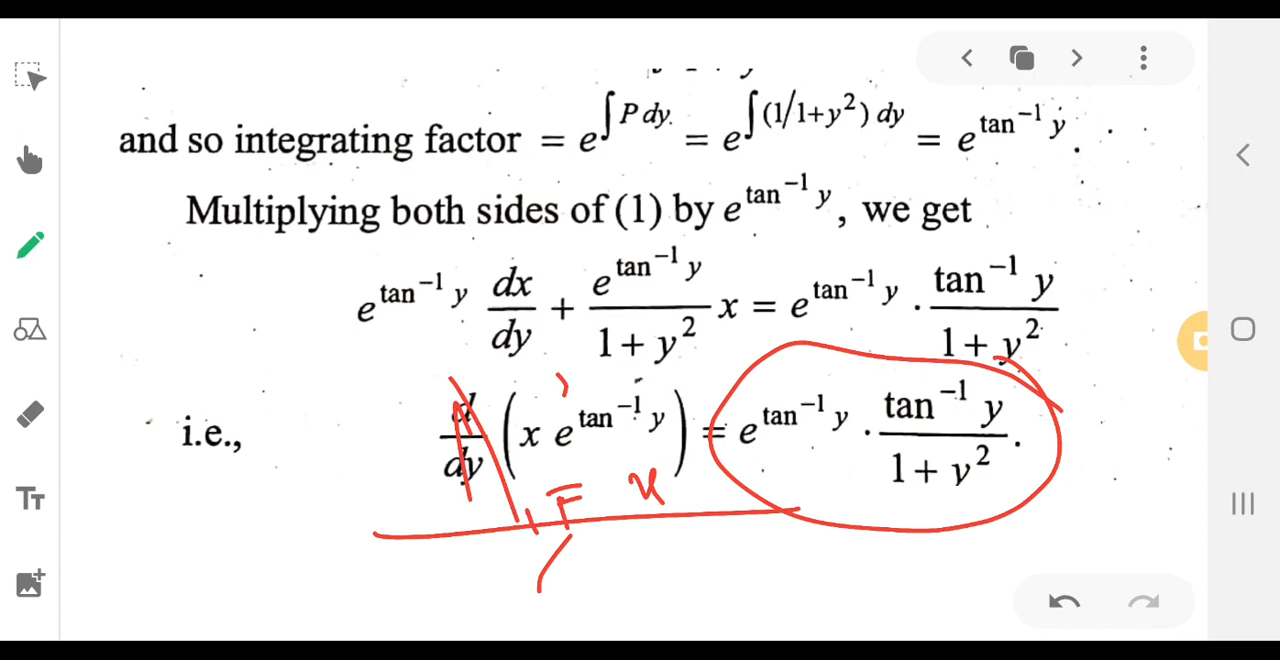 and so integrating factor = e^{∫ P dy.} = e^{∫ (1/1+y²) dy} = e^{tan⁻¹ y}.
Multiplying both sides of (1) by e^{tan⁻¹ y}, we get
e^{tan⁻¹ y} dx/dy + e^{tan⁻¹ y}/(1 + y²) x = e^{tan⁻¹ y} · tan⁻¹ y/(1 + y²)
i.e., d/dy (x e^{tan⁻¹ y}) = e^{tan⁻¹ y} · tan⁻¹ y/(1 + y²).
IF x
TT